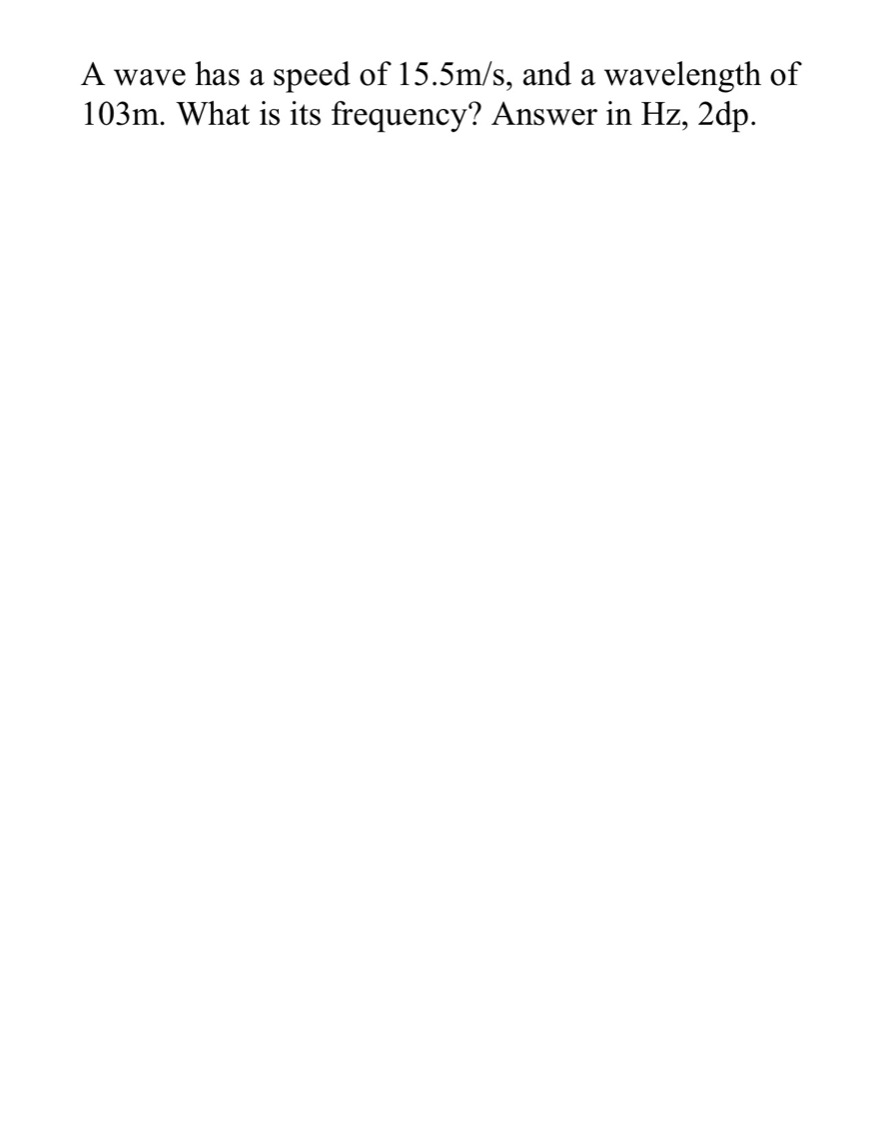 A wave has a speed of 15.5m/s, and a wavelength of
103m. What is its frequency? Answer in Hz, 2dp.